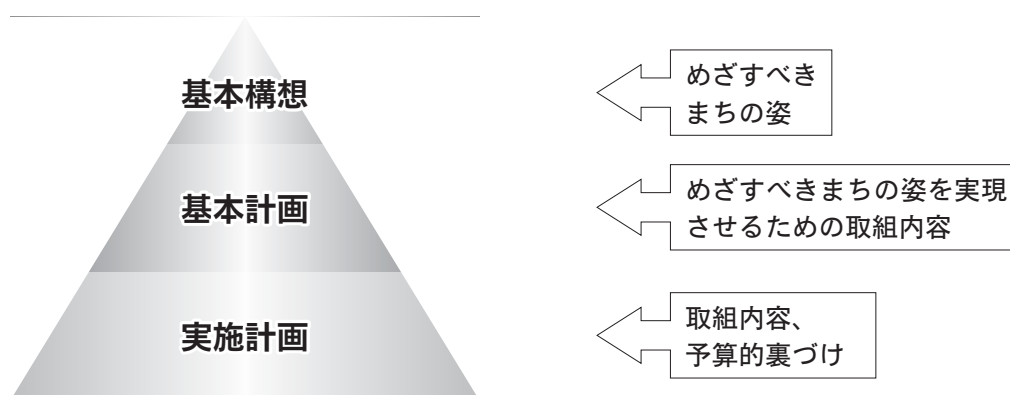 基本構想
めざすべき
まちの姿
基本計画
めざすべきまちの姿を実現
させるための取組内容
実施計画
取組内容、
予算的裏づけ